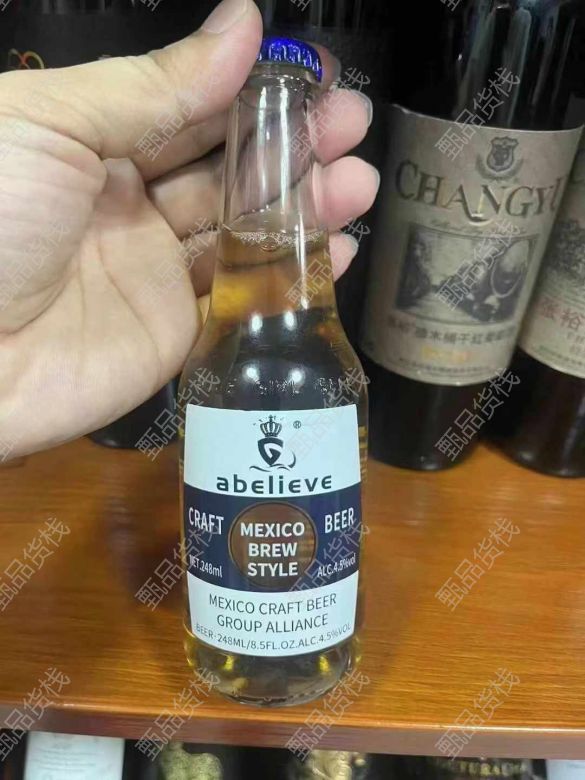 abelieve
®
CRAFT
BEER
MEXICO
BREW
STYLE
NET.248ml
ALC.4.5%vol
MEXICO CRAFT BEER
GROUP ALLIANCE
BEER-248ML/8.5FL.OZ.ALC.4.5%VOL
CHANGYU
甄品货栈